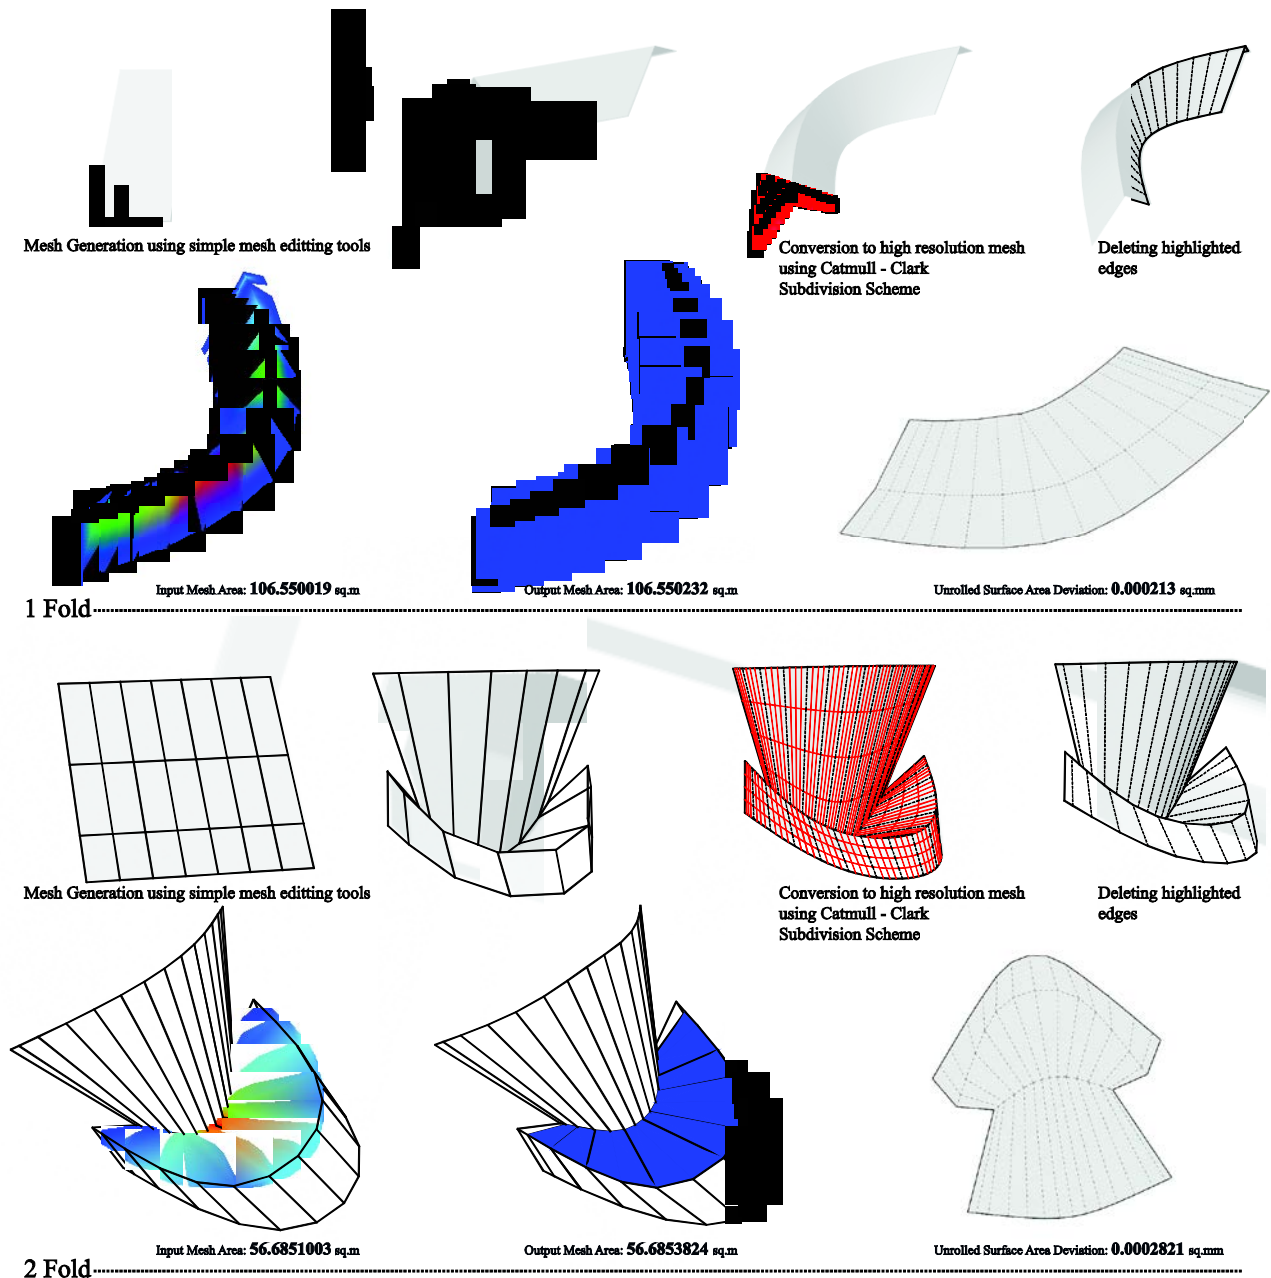 Mesh Generation using simple mesh editting tools
Conversion to high resolution mesh
using Catmull - Clark
Subdivision Scheme
Deleting highlighted
edges
Input Mesh Area: 106.550019 sq.m
Output Mesh Area: 106.550232 sq.m
Unrolled Surface Area Deviation: 0.000213 sq.mm
1 Fold
Mesh Generation using simple mesh editting tools
Conversion to high resolution mesh
using Catmull - Clark
Subdivision Scheme
Deleting highlighted
edges
Input Mesh Area: 56.6851003 sq.m
Output Mesh Area: 56.6853824 sq.m
Unrolled Surface Area Deviation: 0.0002821 sq.mm
2 Fold